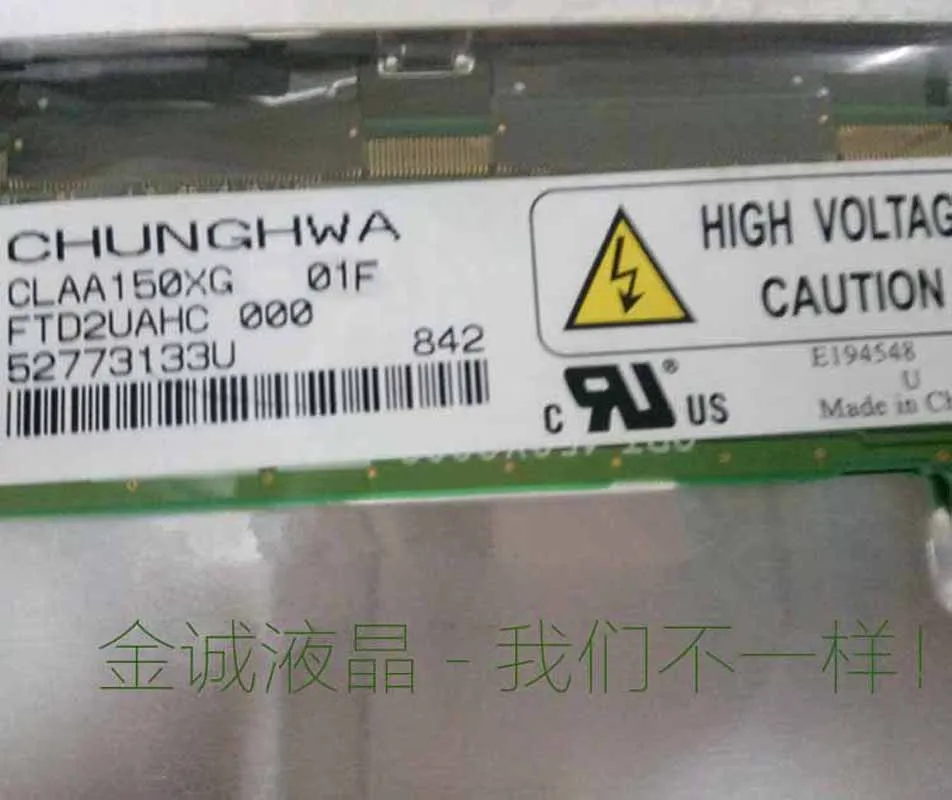 CHUNGHWA
CLAA150XG 01F
FTD2UAHC 000
52773133U 842
HIGH VOLTAG
CAUTION
E194548
U
C RU ® US
Made in Ch
金诚液晶 - 我们不一样！